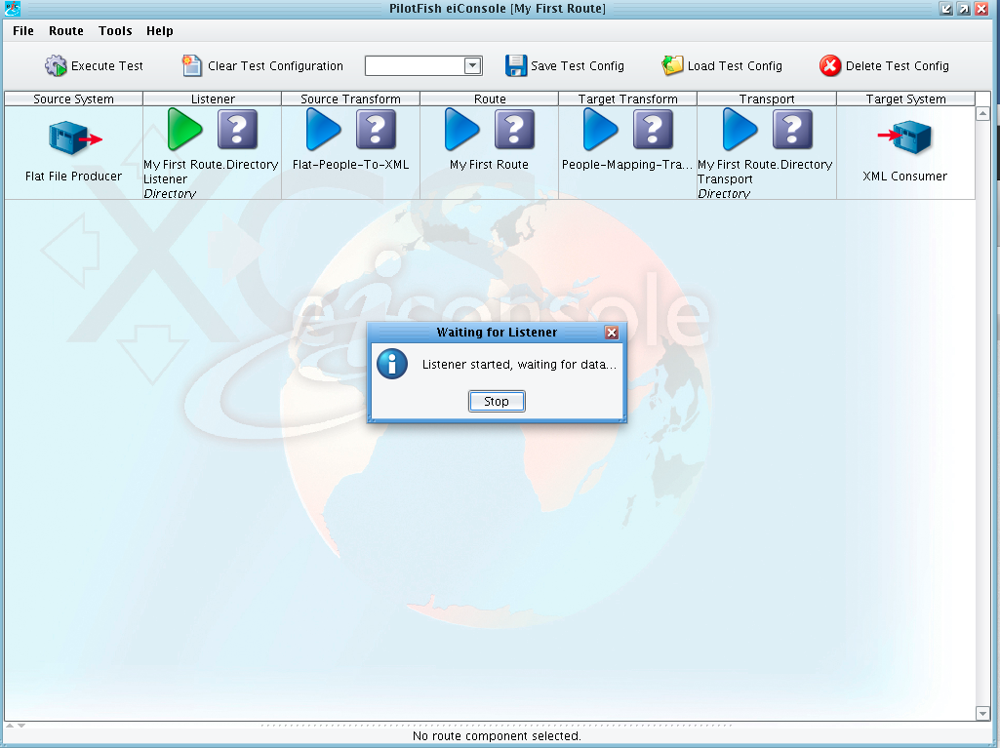 PilotFish eiConsole [My First Route]
File Route Tools Help
Execute Test Clear Test Configuration Save Test Config Load Test Config Delete Test Config
Source System Listener Source Transform Route Target Transform Transport Target System
Flat File Producer
My First Route.Directory
Listener
Directory
Flat-People-To-XML
My First Route
People-Mapping-Tra...
My First Route.Directory
Transport
Directory
XML Consumer
XCS
eiconsole
Waiting for Listener
Listener started, waiting for data...
Stop
No route component selected.